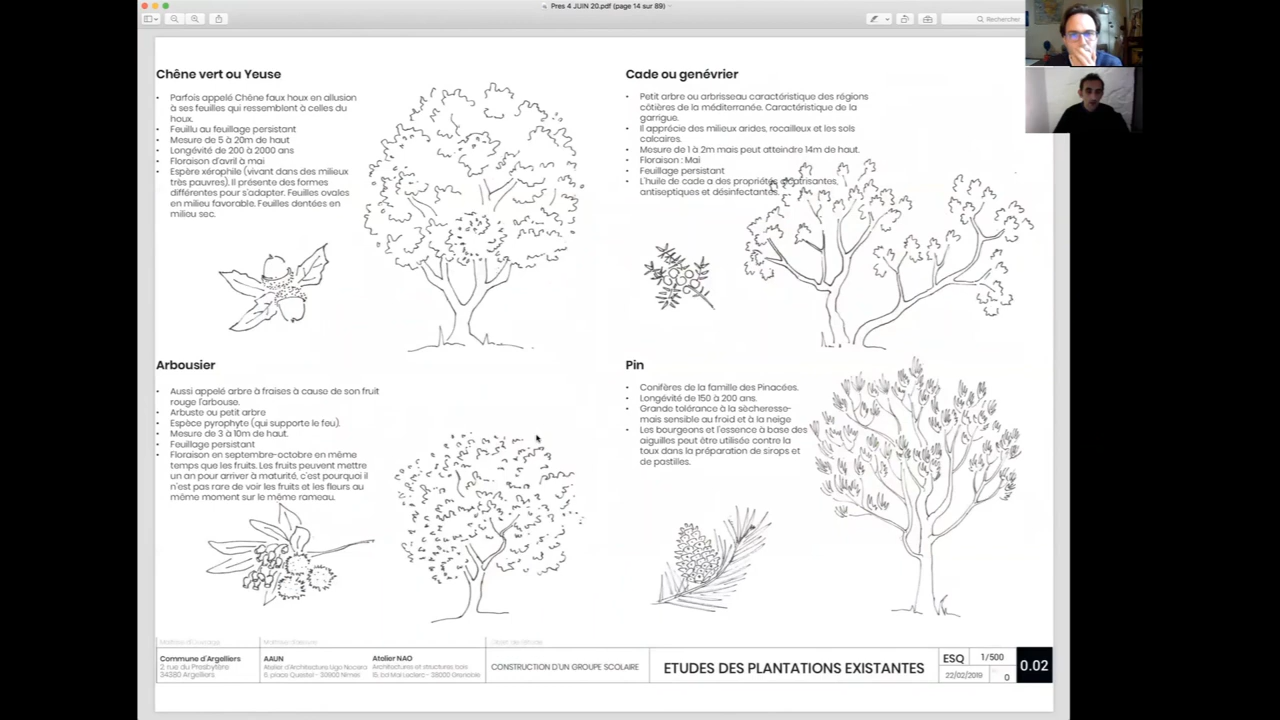 Pres 4 JUIN 20.pdf (page 14 sur 89)
Rechercher
Chêne vert ou Yeuse
• Parfois appelé Chêne faux houx en allusion
à ses feuilles qui ressemblent à celles du
houx.
• Feuillu au feuillage persistant
• Mesure de 5 à 20m de haut
• Longévité de 200 à 2000 ans
• Floraison d'avril à mai
• Espère xérophile (vivant dans des milieux
très pauvres). Il présente des formes
différentes pour s'adapter. Feuilles ovales
en milieu favorable. Feuilles dentées en
milieu sec.
Cade ou genévrier
• Petit arbre ou arbrisseau caractéristique des régions
côtières de la méditerranée. Caractéristique de la
garrigue.
• Il apprécie des milieux arides, rocailleux et les sols
calcaires.
• Mesure de 1 à 2m mais peut atteindre 14m de haut.
• Floraison : Mai
• Feuillage persistant
• L'huile de cade a des propriétés cicatrisantes,
antiseptiques et désinfectantes.
Arbousier
• Aussi appelé arbre à fraises à cause de son fruit
rouge l'arbouse.
• Arbuste ou petit arbre
• Espèce pyrophyte (qui supporte le feu).
• Mesure de 3 à 10m de haut.
• Feuillage persistant
• Floraison en septembre-octobre en même
temps que les fruits. Les fruits peuvent mettre
un an pour arriver à maturité, c'est pourquoi il
n'est pas rare de voir les fruits et les fleurs au
même moment sur le même rameau.
Pin
• Conifères de la famille des Pinacées.
• Longévité de 150 à 200 ans.
• Grande tolérance à la sècheresse-
mais sensible au froid et à la neige
• Les bourgeons et l'essence à base des
aiguilles peut être utilisée contre la
toux dans la préparation de sirops et
de pastilles.
Commune d'Argelliers
2 rue du Presbytère
34380 Argelliers
AAUN
Atelier d'Architecture Ugo Nocera
6, place Questel - 30900 Nîmes
Atelier NAO
Architectures et structures bois
15, bd Mal Leclerc - 38000 Grenoble
CONSTRUCTION D'UN GROUPE SCOLAIRE
ETUDES DES PLANTATIONS EXISTANTES
ESQ
1/500
22/02/2019
0
0.02